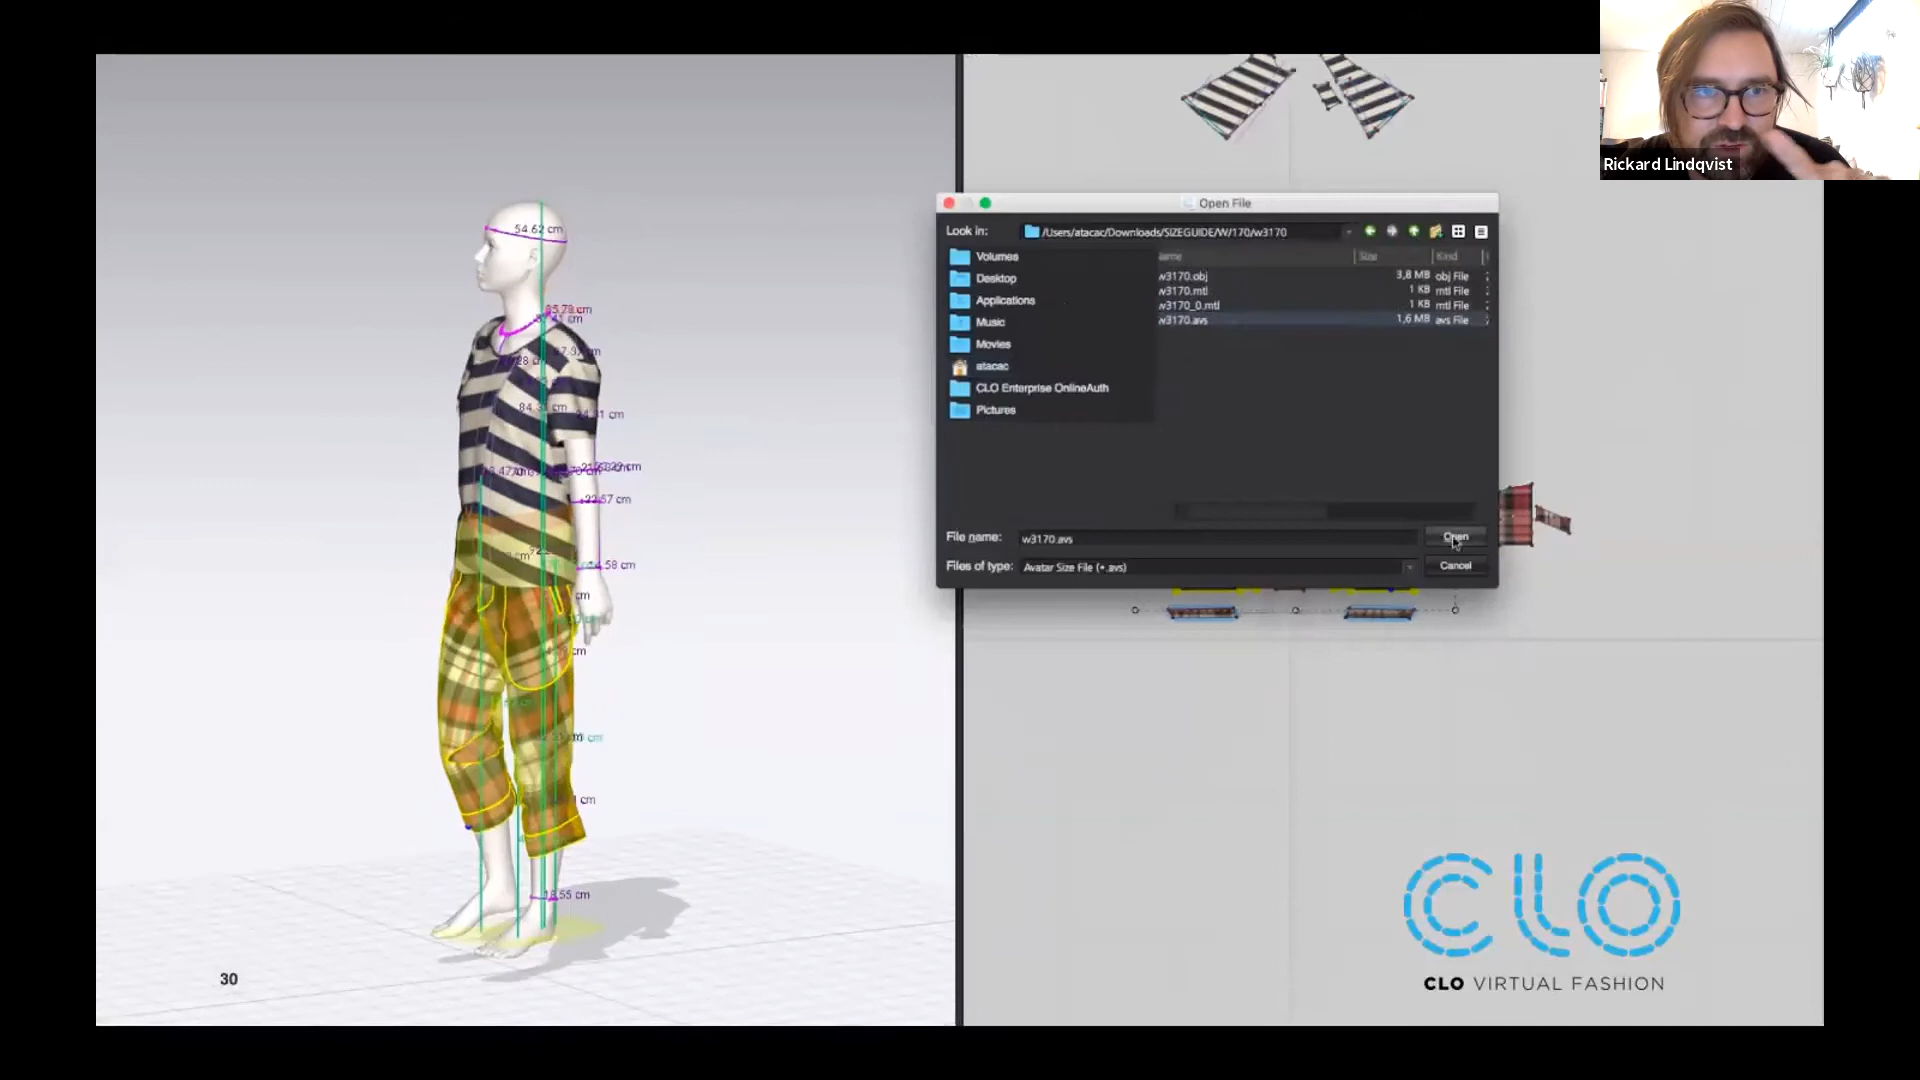 Rickard Lindqvist
Open File
Look in:
/Users/atacac/Downloads/SIZEGUIDE/W/170/w3170
Size
Kind
Volumes
Desktop
Applications
Music
Movies
atacac
CLO Enterprise OnlineAuth
Pictures
w3170.obj 3,8 MB obj File
w3170.mtl 1 KB mtl File
w3170_0.mtl 1 KB mtl File
w3170.avs 1,6 MB avs File
File name:
w3170.avs
Open
Files of type:
Avatar Size File (*.avs)
Cancel
54.62 cm
cm
cm
cm
cm
cm
30
CLO
CLO VIRTUAL FASHION